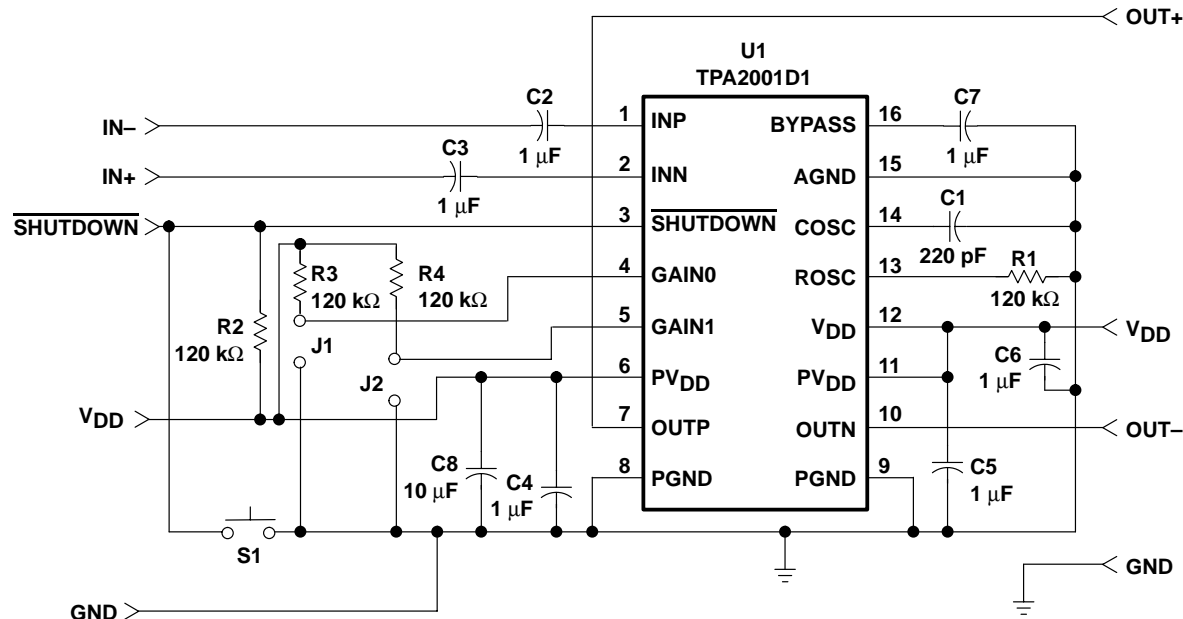 OUT+
U1
TPA2001D1
IN–
C2
1 μF
1
INP
BYPASS
16
C7
1 μF
IN+
C3
1 μF
2
INN
AGND
15
SHUTDOWN
3
SHUTDOWN
COSC
14
C1
220 pF
R3
120 kΩ
R4
120 kΩ
4
GAIN0
ROSC
13
R1
120 kΩ
R2
120 kΩ
J1
5
GAIN1
VDD
12
VDD
J2
6
PVDD
PVDD
11
C6
1 μF
VDD
7
OUTP
OUTN
10
OUT–
C8
10 μF
C4
1 μF
8
PGND
PGND
9
C5
1 μF
S1
GND
GND